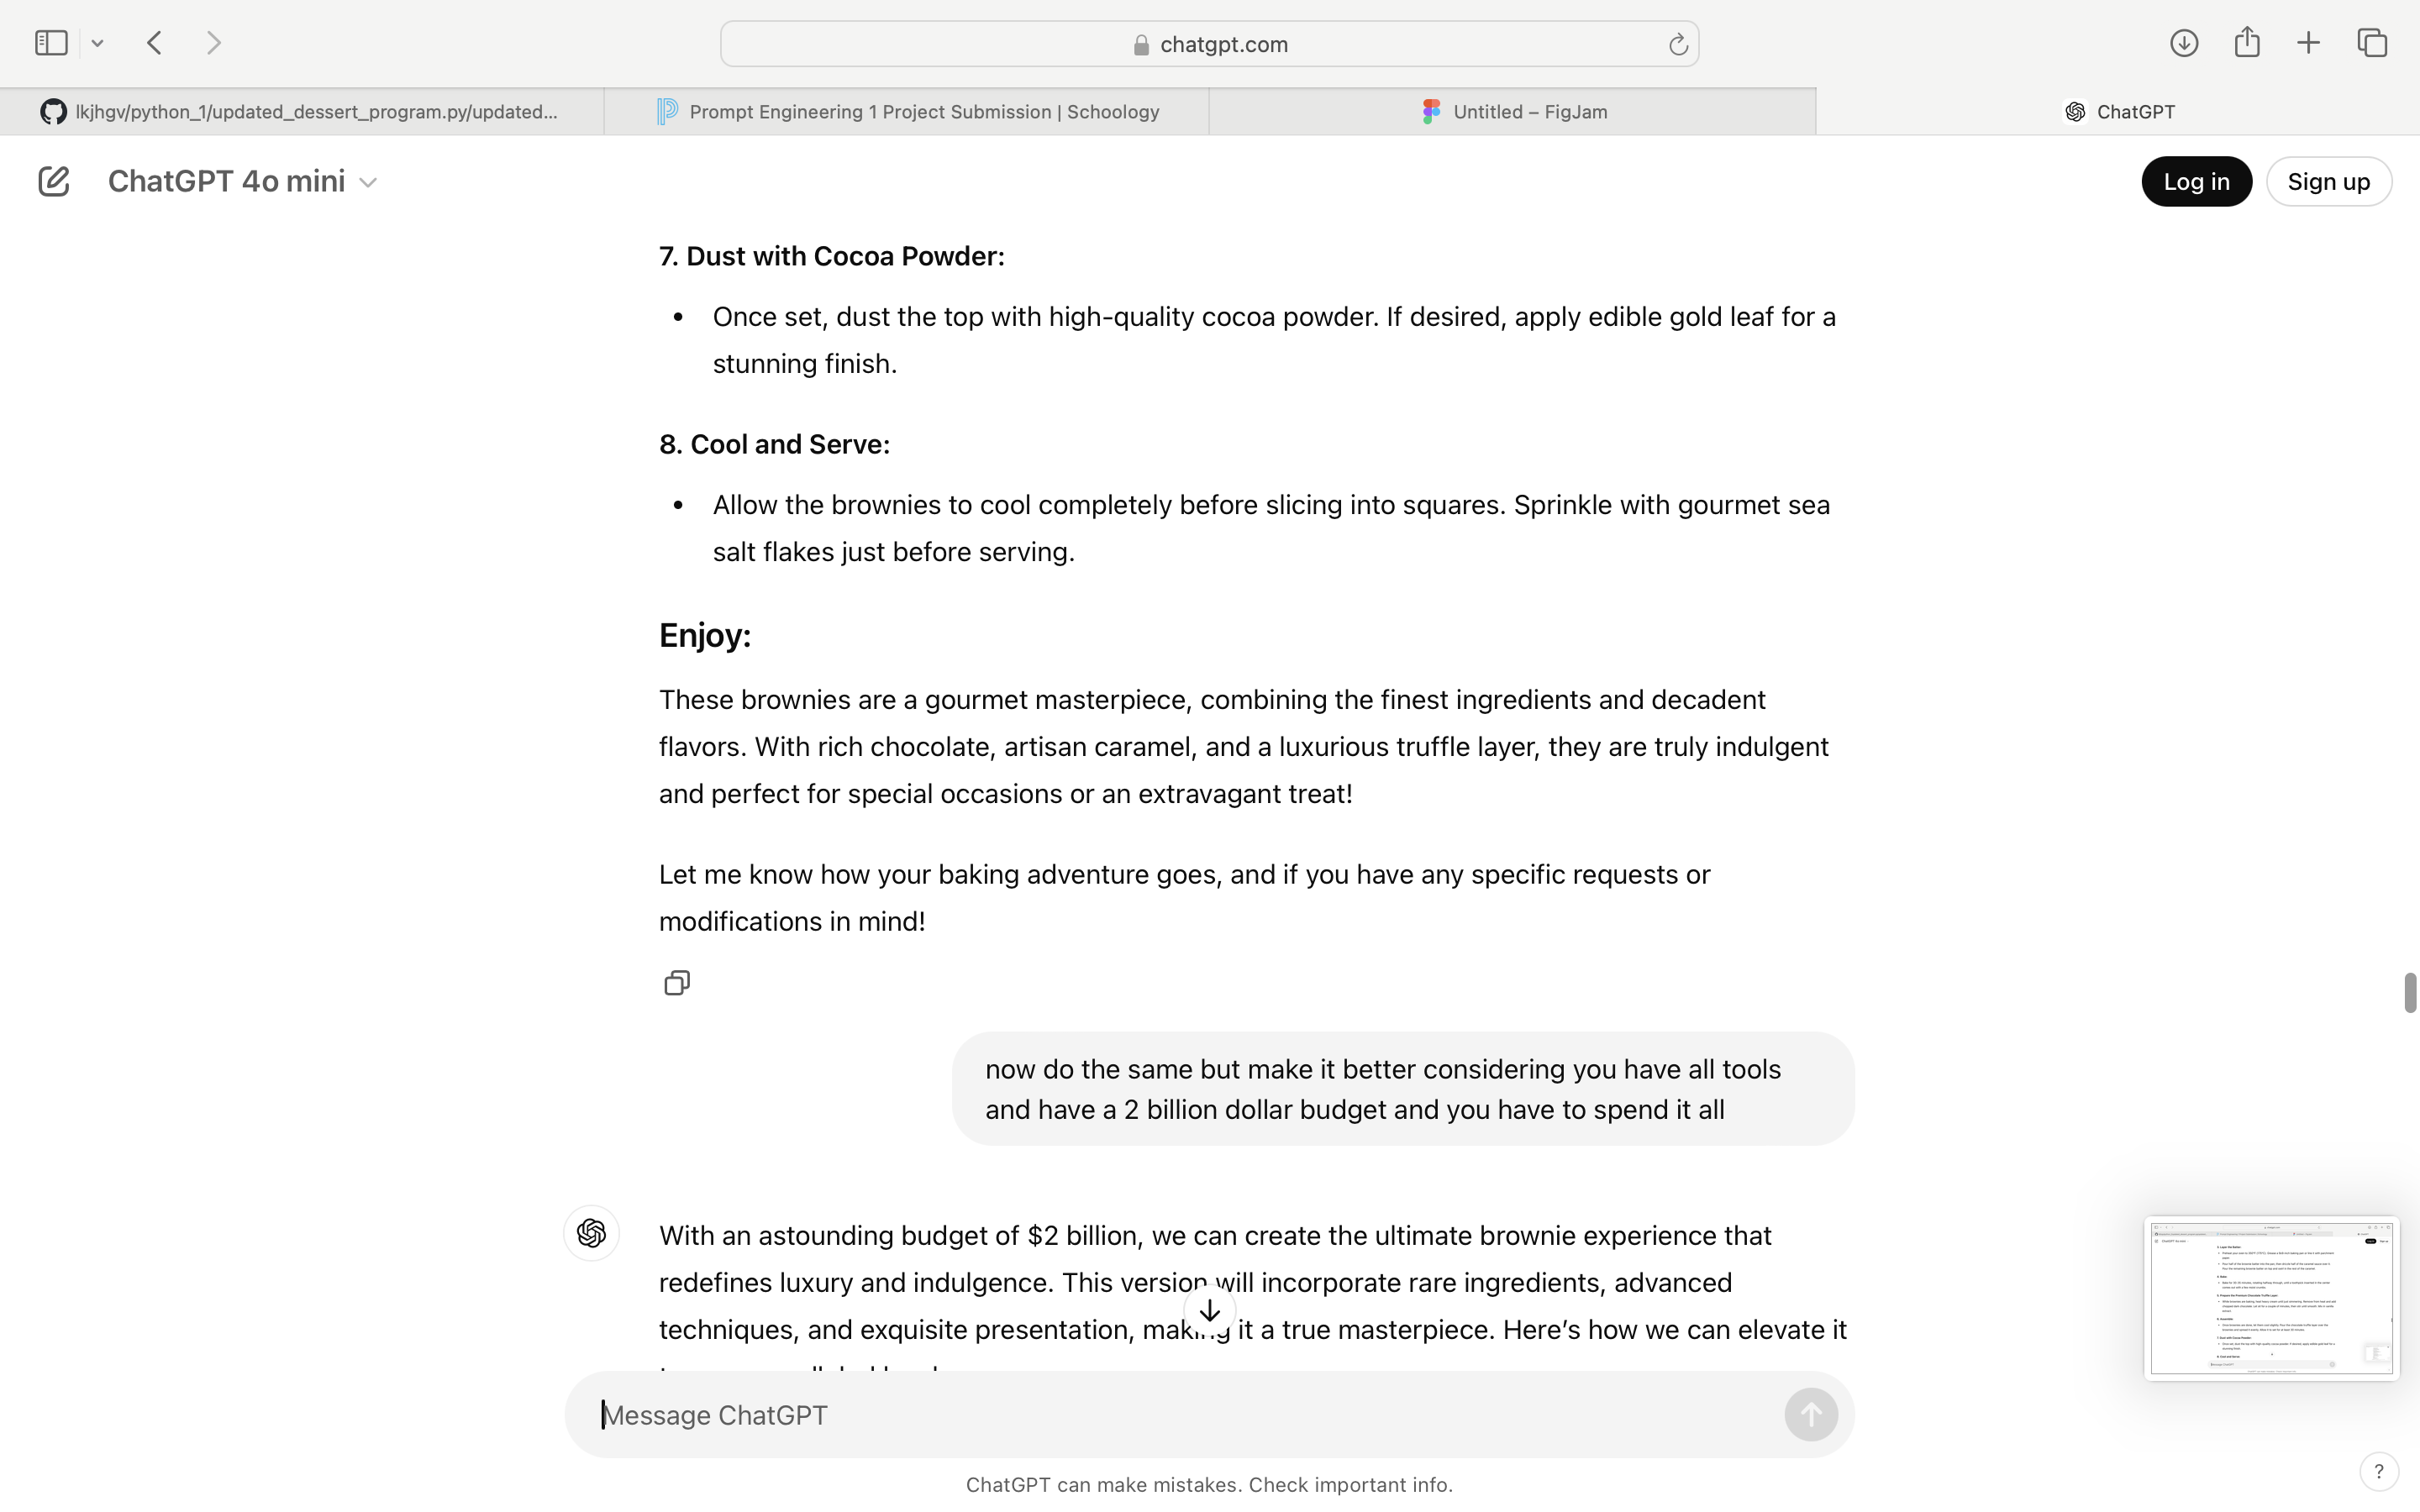 chatgpt.com
lkjhgv/python_1/updated_dessert_program.py/updated...
Prompt Engineering 1 Project Submission | Schoology
Untitled – FigJam
ChatGPT
ChatGPT 4o mini
Log in
Sign up
7. Dust with Cocoa Powder:
• Once set, dust the top with high-quality cocoa powder. If desired, apply edible gold leaf for a
stunning finish.
8. Cool and Serve:
• Allow the brownies to cool completely before slicing into squares. Sprinkle with gourmet sea
salt flakes just before serving.
Enjoy:
These brownies are a gourmet masterpiece, combining the finest ingredients and decadent
flavors. With rich chocolate, artisan caramel, and a luxurious truffle layer, they are truly indulgent
and perfect for special occasions or an extravagant treat!
Let me know how your baking adventure goes, and if you have any specific requests or
modifications in mind!
now do the same but make it better considering you have all tools
and have a 2 billion dollar budget and you have to spend it all
With an astounding budget of $2 billion, we can create the ultimate brownie experience that
redefines luxury and indulgence. This version will incorporate rare ingredients, advanced
techniques, and exquisite presentation, making it a true masterpiece. Here's how we can elevate it
Message ChatGPT
ChatGPT can make mistakes. Check important info.
?